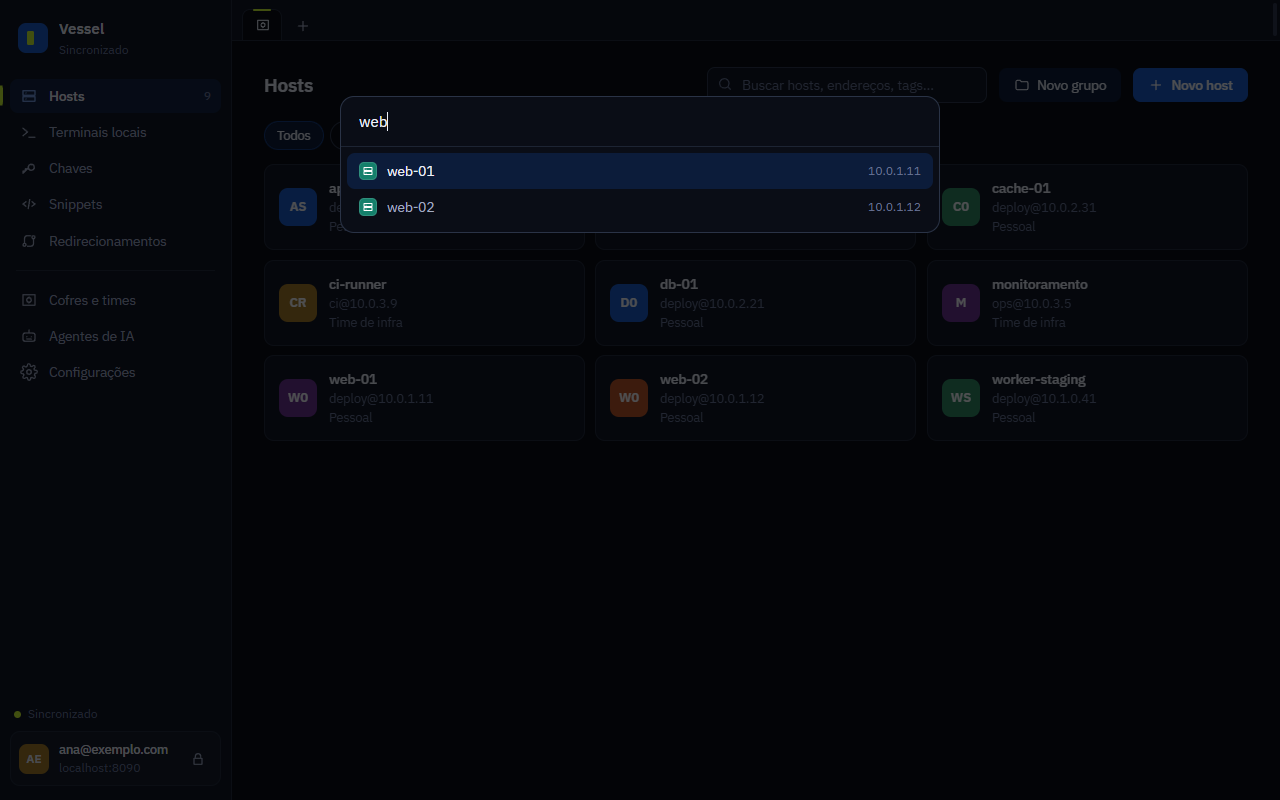 Vessel
Sincronizado
Hosts 9
Terminais locais
Chaves
Snippets
Redirecionamentos
Cofres e times
Agentes de IA
Configurações
Sincronizado
AE
ana@exemplo.com
localhost:8090
Hosts
Buscar hosts, endereços, tags...
Novo grupo
Novo host
Todos
web
web-01 10.0.1.11
web-02 10.0.1.12
AS
C0
cache-01
deploy@10.0.2.31
Pessoal
CR
ci-runner
ci@10.0.3.9
Time de infra
D0
db-01
deploy@10.0.2.21
Pessoal
M
monitoramento
ops@10.0.3.5
Time de infra
W0
web-01
deploy@10.0.1.11
Pessoal
W0
web-02
deploy@10.0.1.12
Pessoal
WS
worker-staging
deploy@10.1.0.41
Pessoal